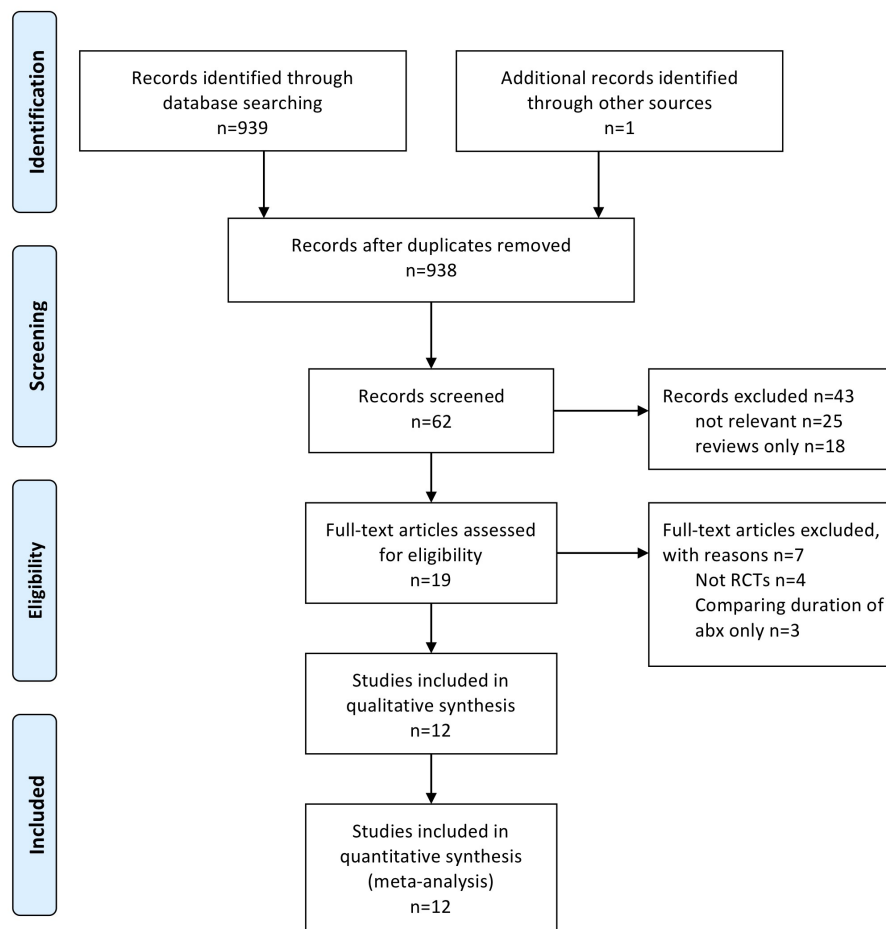 Identification
Records identified through
database searching
n=939
Additional records identified
through other sources
n=1
Records after duplicates removed
n=938
Screening
Records screened
n=62
Records excluded n=43
not relevant n=25
reviews only n=18
Eligibility
Full-text articles assessed
for eligibility
n=19
Full-text articles excluded,
with reasons n=7
Not RCTs n=4
Comparing duration of
abx only n=3
Studies included in
qualitative synthesis
n=12
Included
Studies included in
quantitative synthesis
(meta-analysis)
n=12